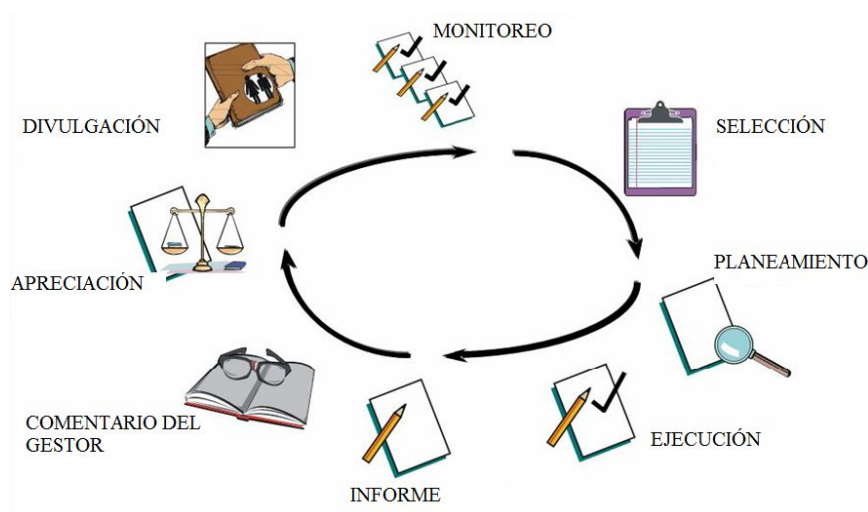 MONITOREO
SELECCIÓN
PLANEAMIENTO
EJECUCIÓN
INFORME
COMENTARIO DEL
GESTOR
APRECIACIÓN
DIVULGACIÓN